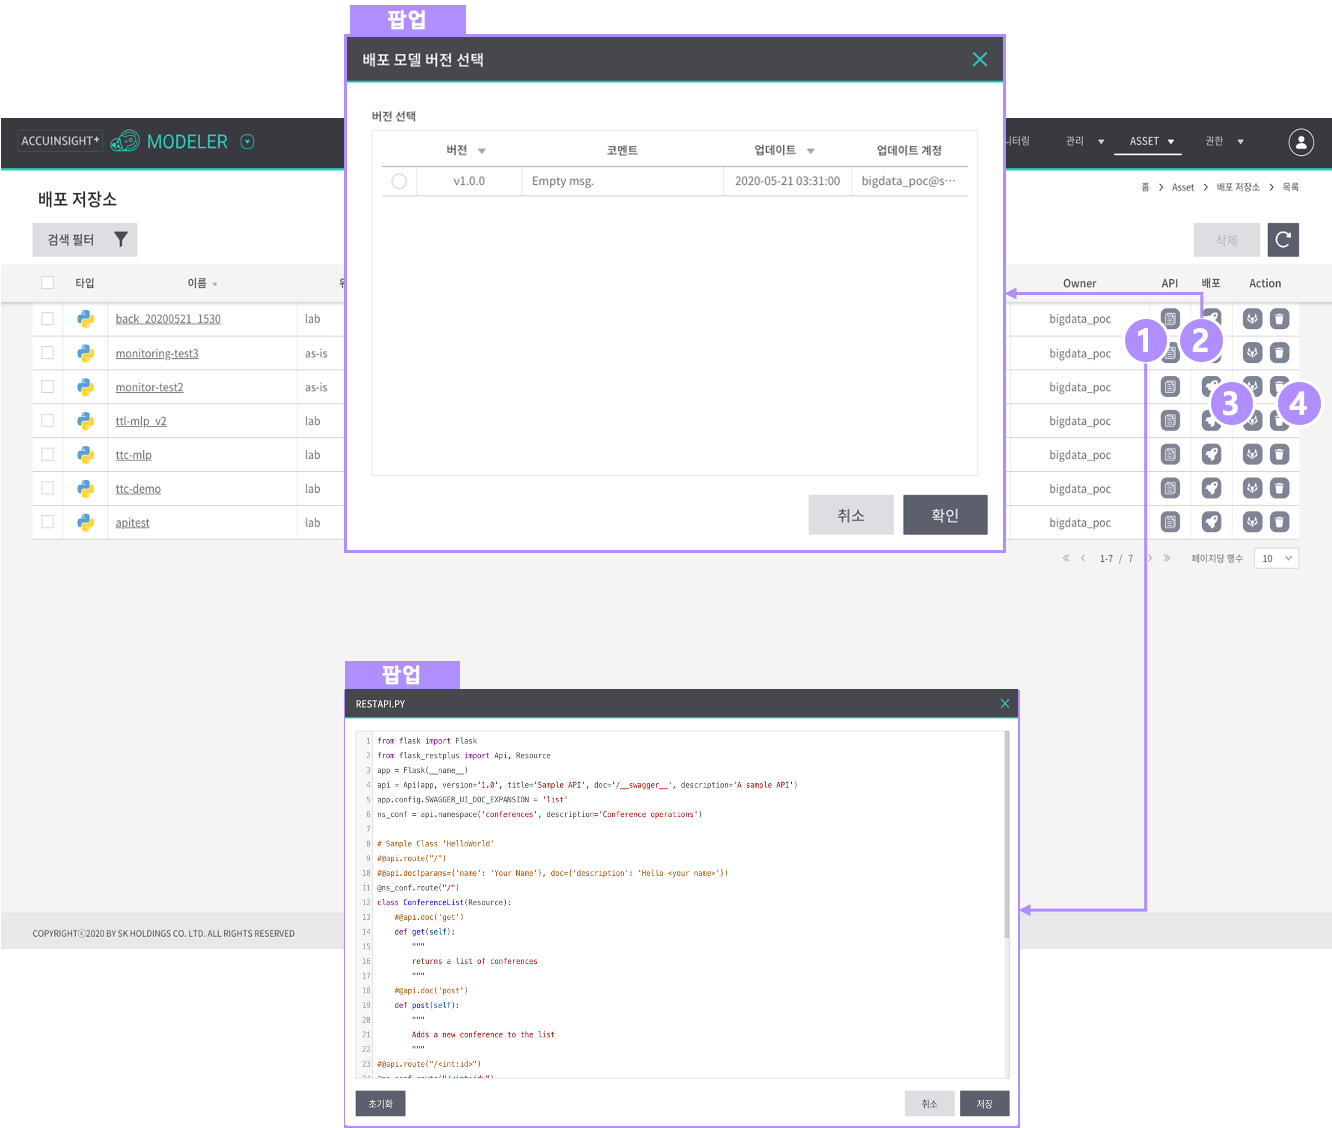 팝업
배포 모델 버전 선택
버전 선택
버전 코멘트 업데이트 업데이트 계정
v1.0.0 Empty msg. 2020-05-21 03:31:00 bigdata_poc@s···
취소 확인
ACCUINSIGHT+ MODELER
니터링 관리 ASSET 권한
배포 저장소
홈 > Asset > 배포 저장소 > 목록
검색 필터
삭제
타입 이름 Owner API 배포 Action
back_20200521_1530 lab bigdata_poc
monitoring-test3 as-is bigdata_poc
monitor-test2 as-is bigdata_poc
ttl-mlp_v2 lab bigdata_poc
ttc-mlp lab bigdata_poc
ttc-demo lab bigdata_poc
apitest lab bigdata_poc
1
2
3
4
« < 1-7 / 7 > » 페이지당 행수 10
팝업
RESTAPI.PY
1 from flask import Flask
2 from flask_restplus import Api, Resource
3 app = Flask(__name__)
4 api = Api(app, version='1.0', title='Sample API', doc='/__swagger__', description='A sample API')
5 app.config.SWAGGER_UI_DOC_EXPANSION = 'list'
6 ns_conf = api.namespace('conferences', description='Conference operations')
7
8 # Sample Class 'HelloWorld'
9 #@api.route("/")
10 #@api.doc(params={'name': 'Your Name'}, doc={'description': 'Hello <your name>'})
11 @ns_conf.route("/")
12 class ConferenceList(Resource):
13 #@api.doc('get')
14 def get(self):
15 """
16 returns a list of conferences
17 """
18 #@api.doc('post')
19 def post(self):
20 """
21 Adds a new conference to the list
22 """
23 #@api.route("/<int:id>")
초기화 취소 저장
COPYRIGHTⓒ2020 BY SK HOLDINGS CO. LTD. ALL RIGHTS RESERVED